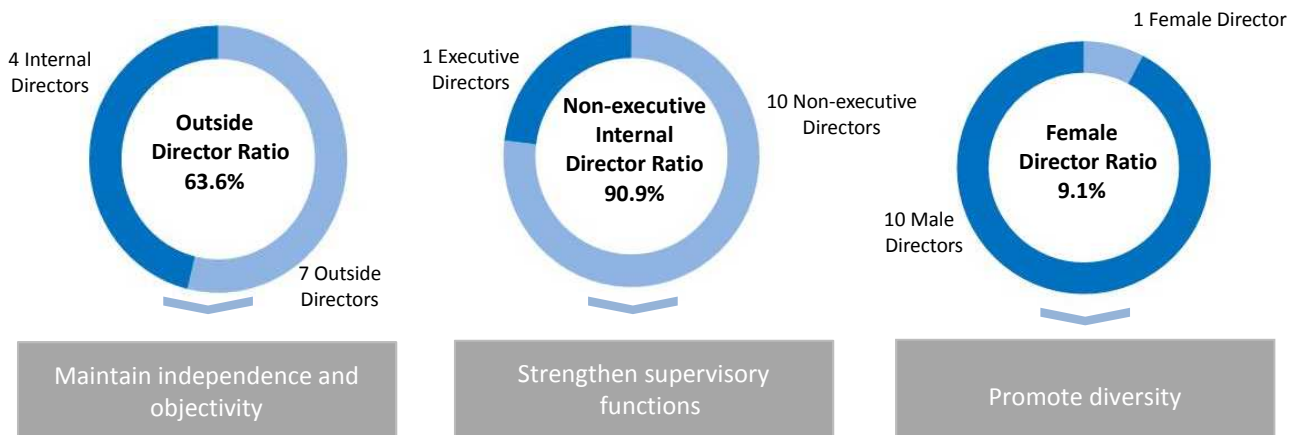 4 Internal
Directors
Outside
Director Ratio
63.6%
7 Outside
Directors
Maintain independence and
objectivity
1 Executive
Directors
Non-executive
Internal
Director Ratio
90.9%
10 Non-executive
Directors
Strengthen supervisory
functions
1 Female Director
Female
Director Ratio
9.1%
10 Male
Directors
Promote diversity